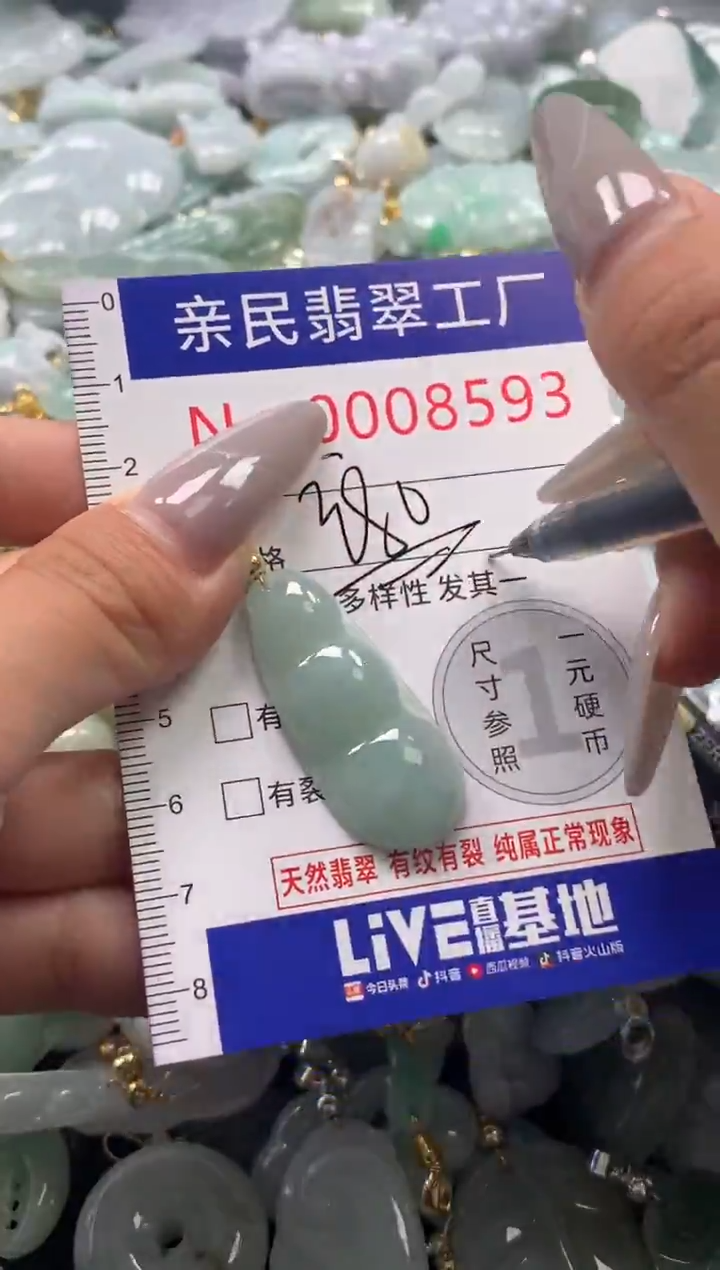 亲民翡翠工厂
0008593
380
格
多样性 发其一
尺寸参照
1
一元硬币
有
有裂
天然翡翠 有纹有裂 纯属正常现象
LiVE直播基地
今日头条 抖音 西瓜视频 抖音火山版
0
1
2
5
6
7
8